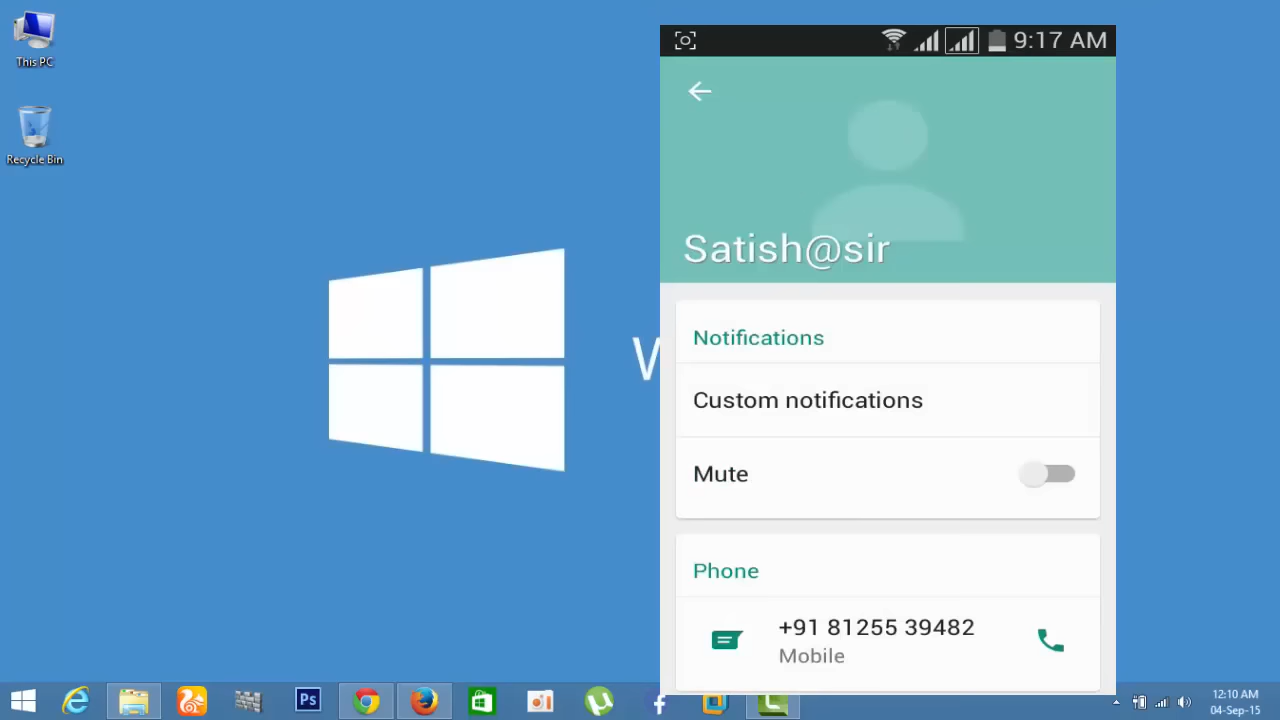 This PC
Recycle Bin
W
9:17 AM
Satish@sir
Notifications
Custom notifications
Mute
Phone
+91 81255 39482
Mobile
Ps
12:10 AM
04-Sep-15